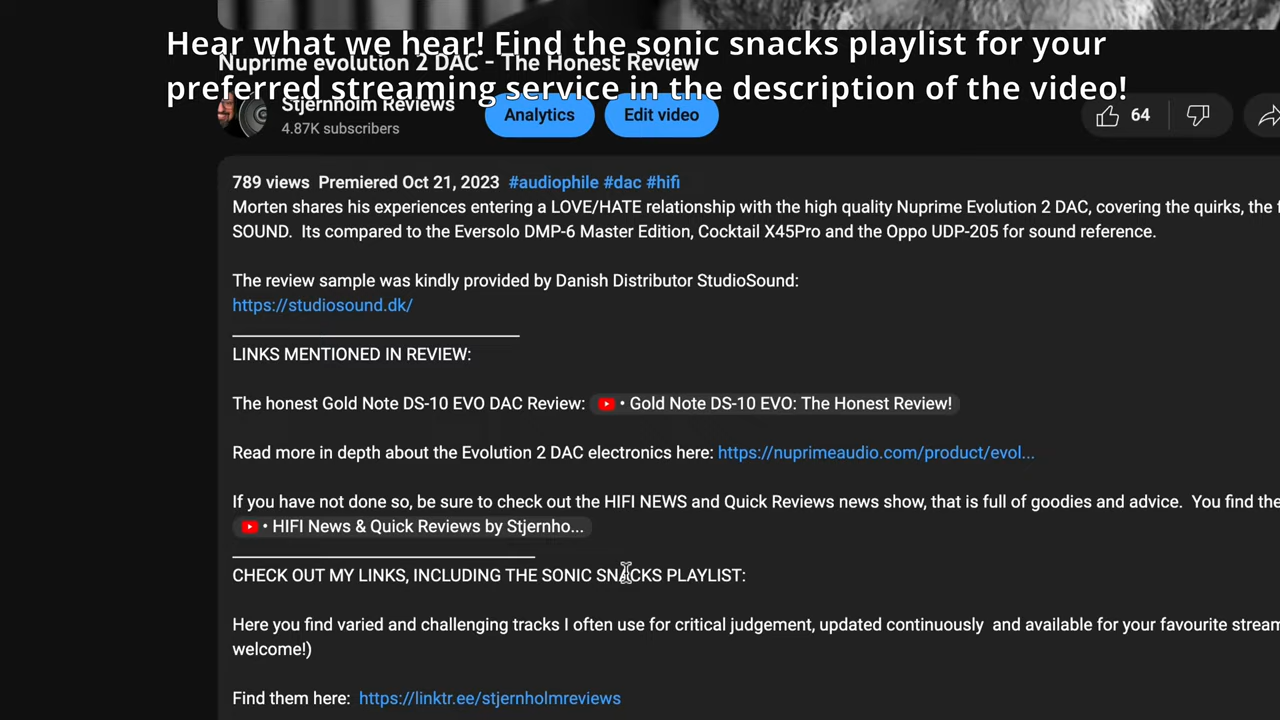 Hear what we hear! Find the sonic snacks playlist for your
preferred streaming service in the description of the video!
Nuprime evolution 2 DAC - The Honest Review
Stjernholm Reviews
4.87K subscribers
Analytics
Edit video
64
789 views Premiered Oct 21, 2023 #audiophile #dac #hifi
Morten shares his experiences entering a LOVE/HATE relationship with the high quality Nuprime Evolution 2 DAC, covering the quirks, the f
SOUND. Its compared to the Eversolo DMP-6 Master Edition, Cocktail X45Pro and the Oppo UDP-205 for sound reference.
The review sample was kindly provided by Danish Distributor StudioSound:
https://studiosound.dk/
LINKS MENTIONED IN REVIEW:
The honest Gold Note DS-10 EVO DAC Review: • Gold Note DS-10 EVO: The Honest Review!
Read more in depth about the Evolution 2 DAC electronics here: https://nuprimeaudio.com/product/evol...
If you have not done so, be sure to check out the HIFI NEWS and Quick Reviews news show, that is full of goodies and advice. You find the
• HIFI News & Quick Reviews by Stjernho...
CHECK OUT MY LINKS, INCLUDING THE SONIC SNACKS PLAYLIST:
Here you find varied and challenging tracks I often use for critical judgement, updated continuously and available for your favourite stream
welcome!)
Find them here: https://linktr.ee/stjernholmreviews